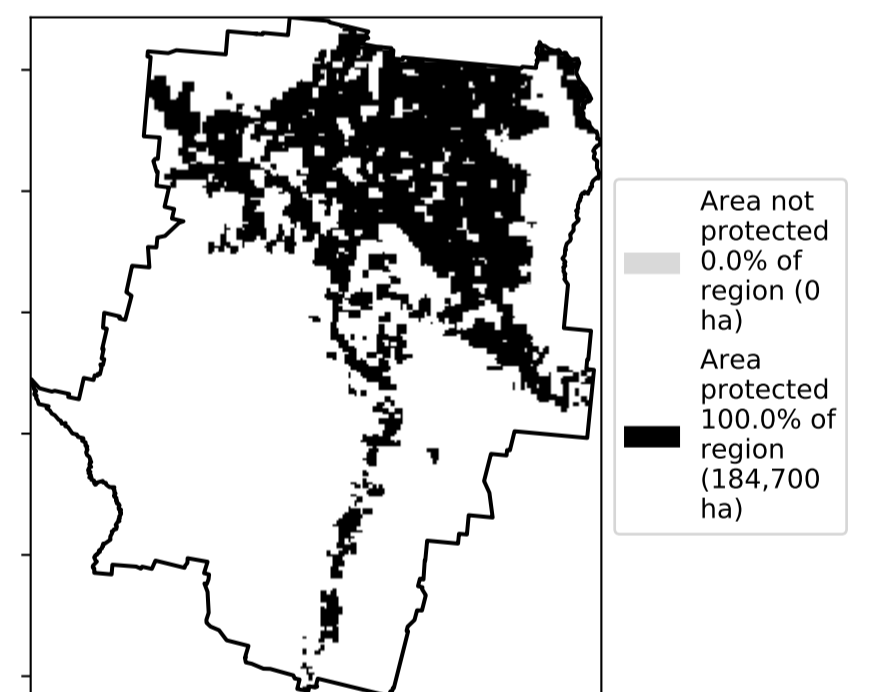 Area not
protected
0.0% of
region (0
ha)
Area
protected
100.0% of
region
(184,700
ha)